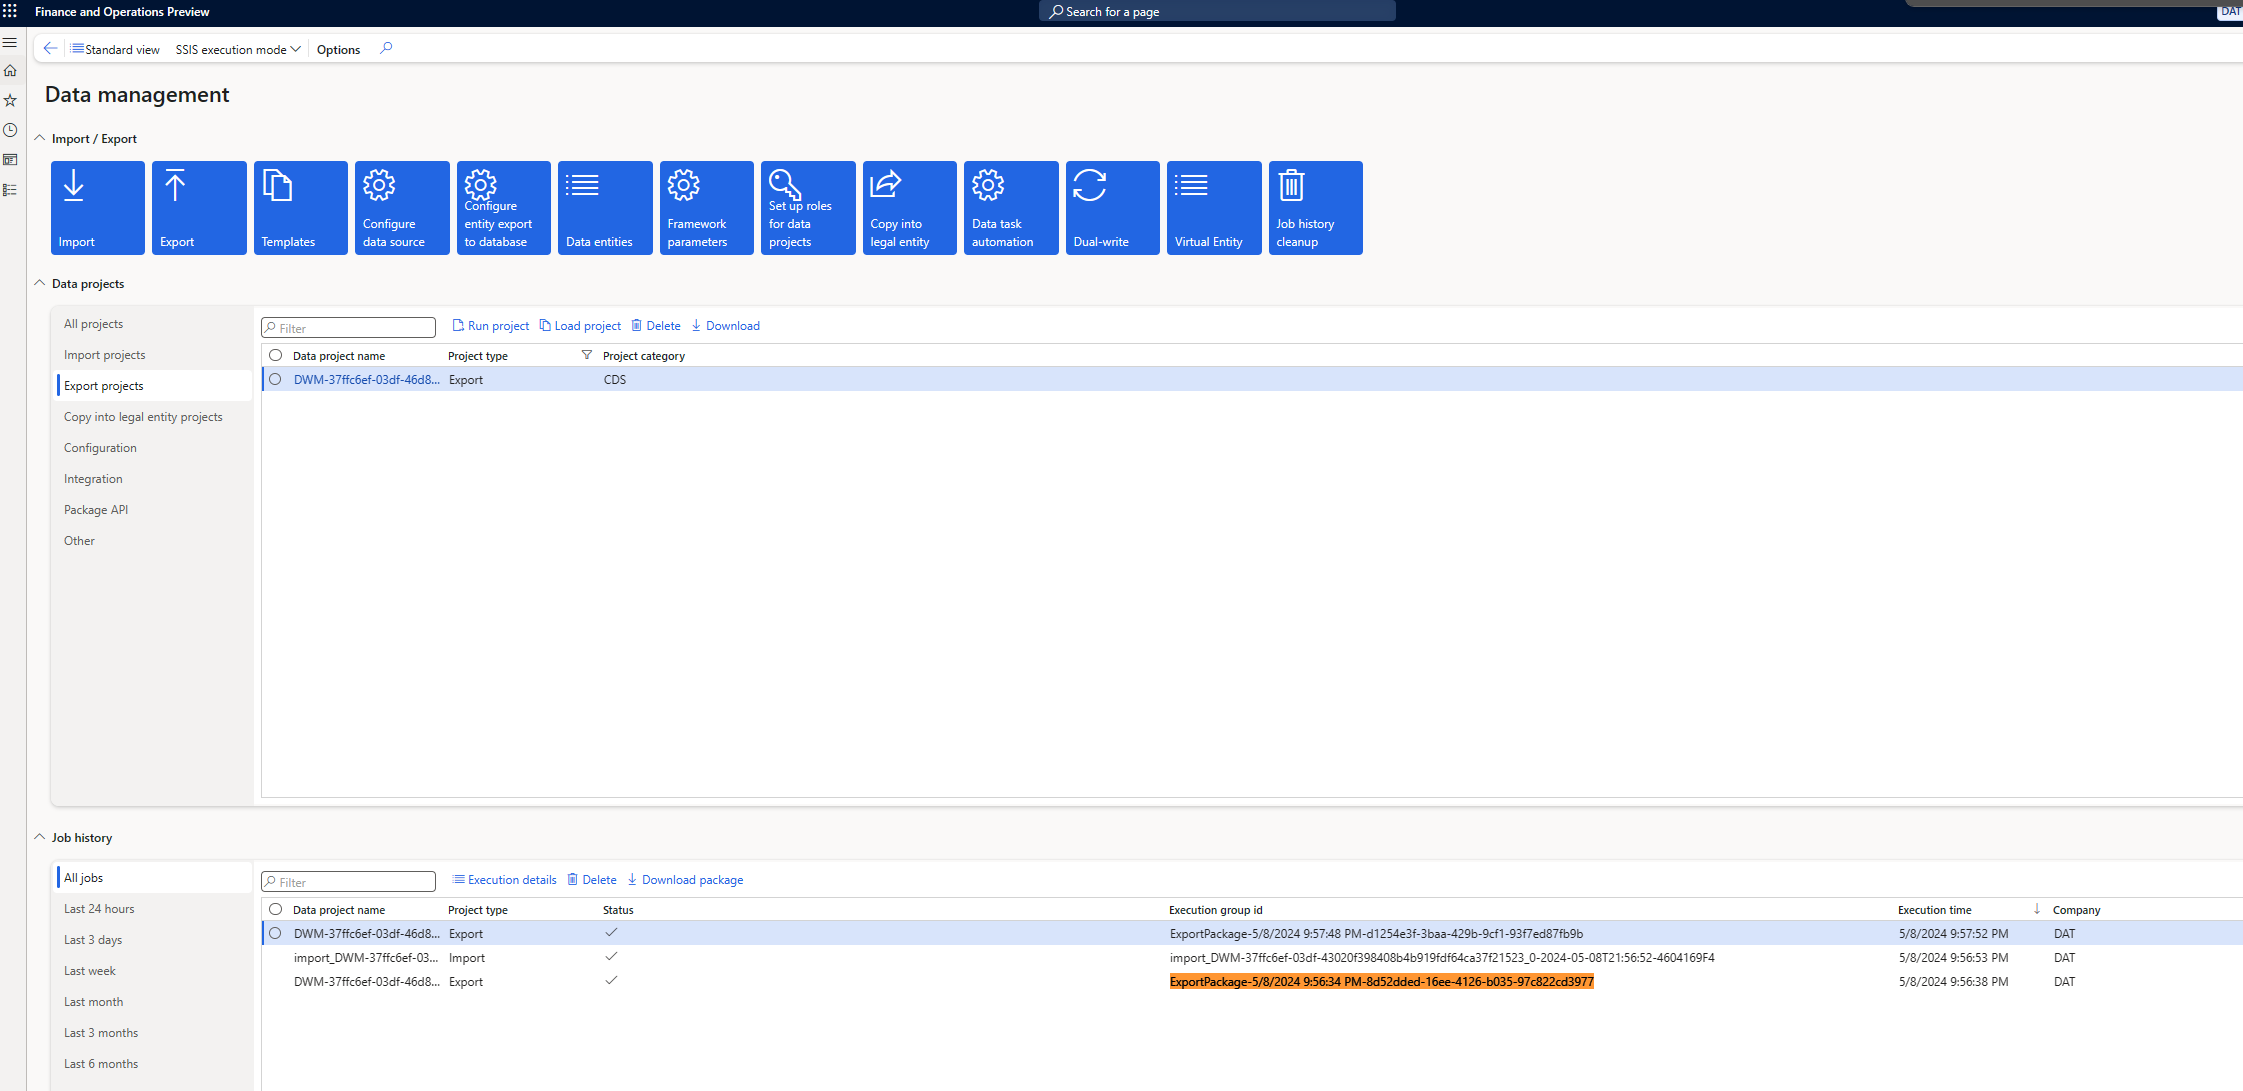 Finance and Operations Preview
Search for a page
DAT
Standard view SSIS execution mode Options
Data management
Import / Export
Import
Export
Templates
Configure
data source
Configure
entity export
to database
Data entities
Framework
parameters
Set up roles
for data
projects
Copy into
legal entity
Data task
automation
Dual-write
Virtual Entity
Job history
cleanup
Data projects
All projects
Import projects
Export projects
Copy into legal entity projects
Configuration
Integration
Package API
Other
Filter Run project Load project Delete Download
Data project name Project type Project category
DWM-37ffc6ef-03df-46d8... Export CDS
Job history
All jobs
Last 24 hours
Last 3 days
Last week
Last month
Last 3 months
Last 6 months
Filter Execution details Delete Download package
Data project name Project type Status Execution group id Execution time Company
DWM-37ffc6ef-03df-46d8... Export ExportPackage-5/8/2024 9:57:48 PM-d1254e3f-3baa-429b-9cf1-93f7ed87fb9b 5/8/2024 9:57:52 PM DAT
import_DWM-37ffc6ef-03... Import import_DWM-37ffc6ef-03df-43020f398408b4b919fdf64ca37f21523_0-2024-05-08T21:56:52-4604169F4 5/8/2024 9:56:53 PM DAT
DWM-37ffc6ef-03df-46d8... Export ExportPackage-5/8/2024 9:56:34 PM-8d52dded-16ee-4126-b035-97c822cd3977 5/8/2024 9:56:38 PM DAT